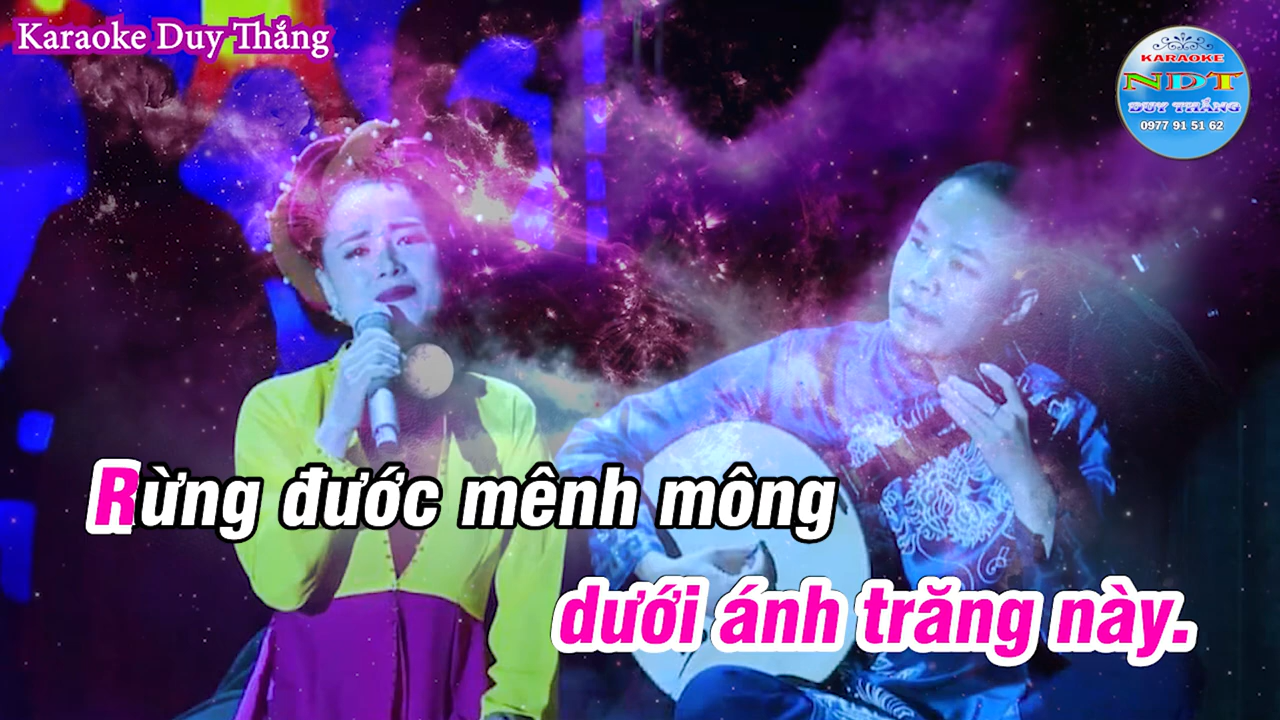 Karaoke Duy Thắng
KARAOKE
NDT
DUY THẮNG
0977 91 51 62
Rừng đước mênh mông
dưới ánh trăng này.